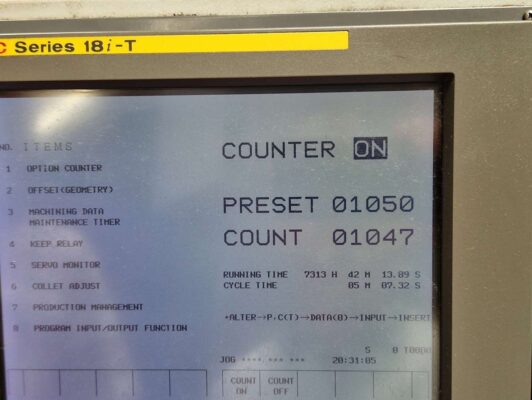 C Series 18i-T
NO. ITEMS
1 OPTION COUNTER
2 OFFSET(GEOMETRY)
3 MACHINING DATA
MAINTENANCE TIMER
4 KEEP RELAY
5 SERVO MONITOR
6 COLLET ADJUST
7 PRODUCTION MANAGEMENT
8 PROGRAM INPUT/OUTPUT FUNCTION
COUNTER ON
PRESET 01050
COUNT 01047
RUNNING TIME 7313 H 42 M 13.89 S
CYCLE TIME 05 M 07.32 S
*ALTER→P,C(T)→DATA(B)→INPUT→INSERT
S 0 T00
JOG **** *** *** 20:31:05
COUNT ON
COUNT OFF